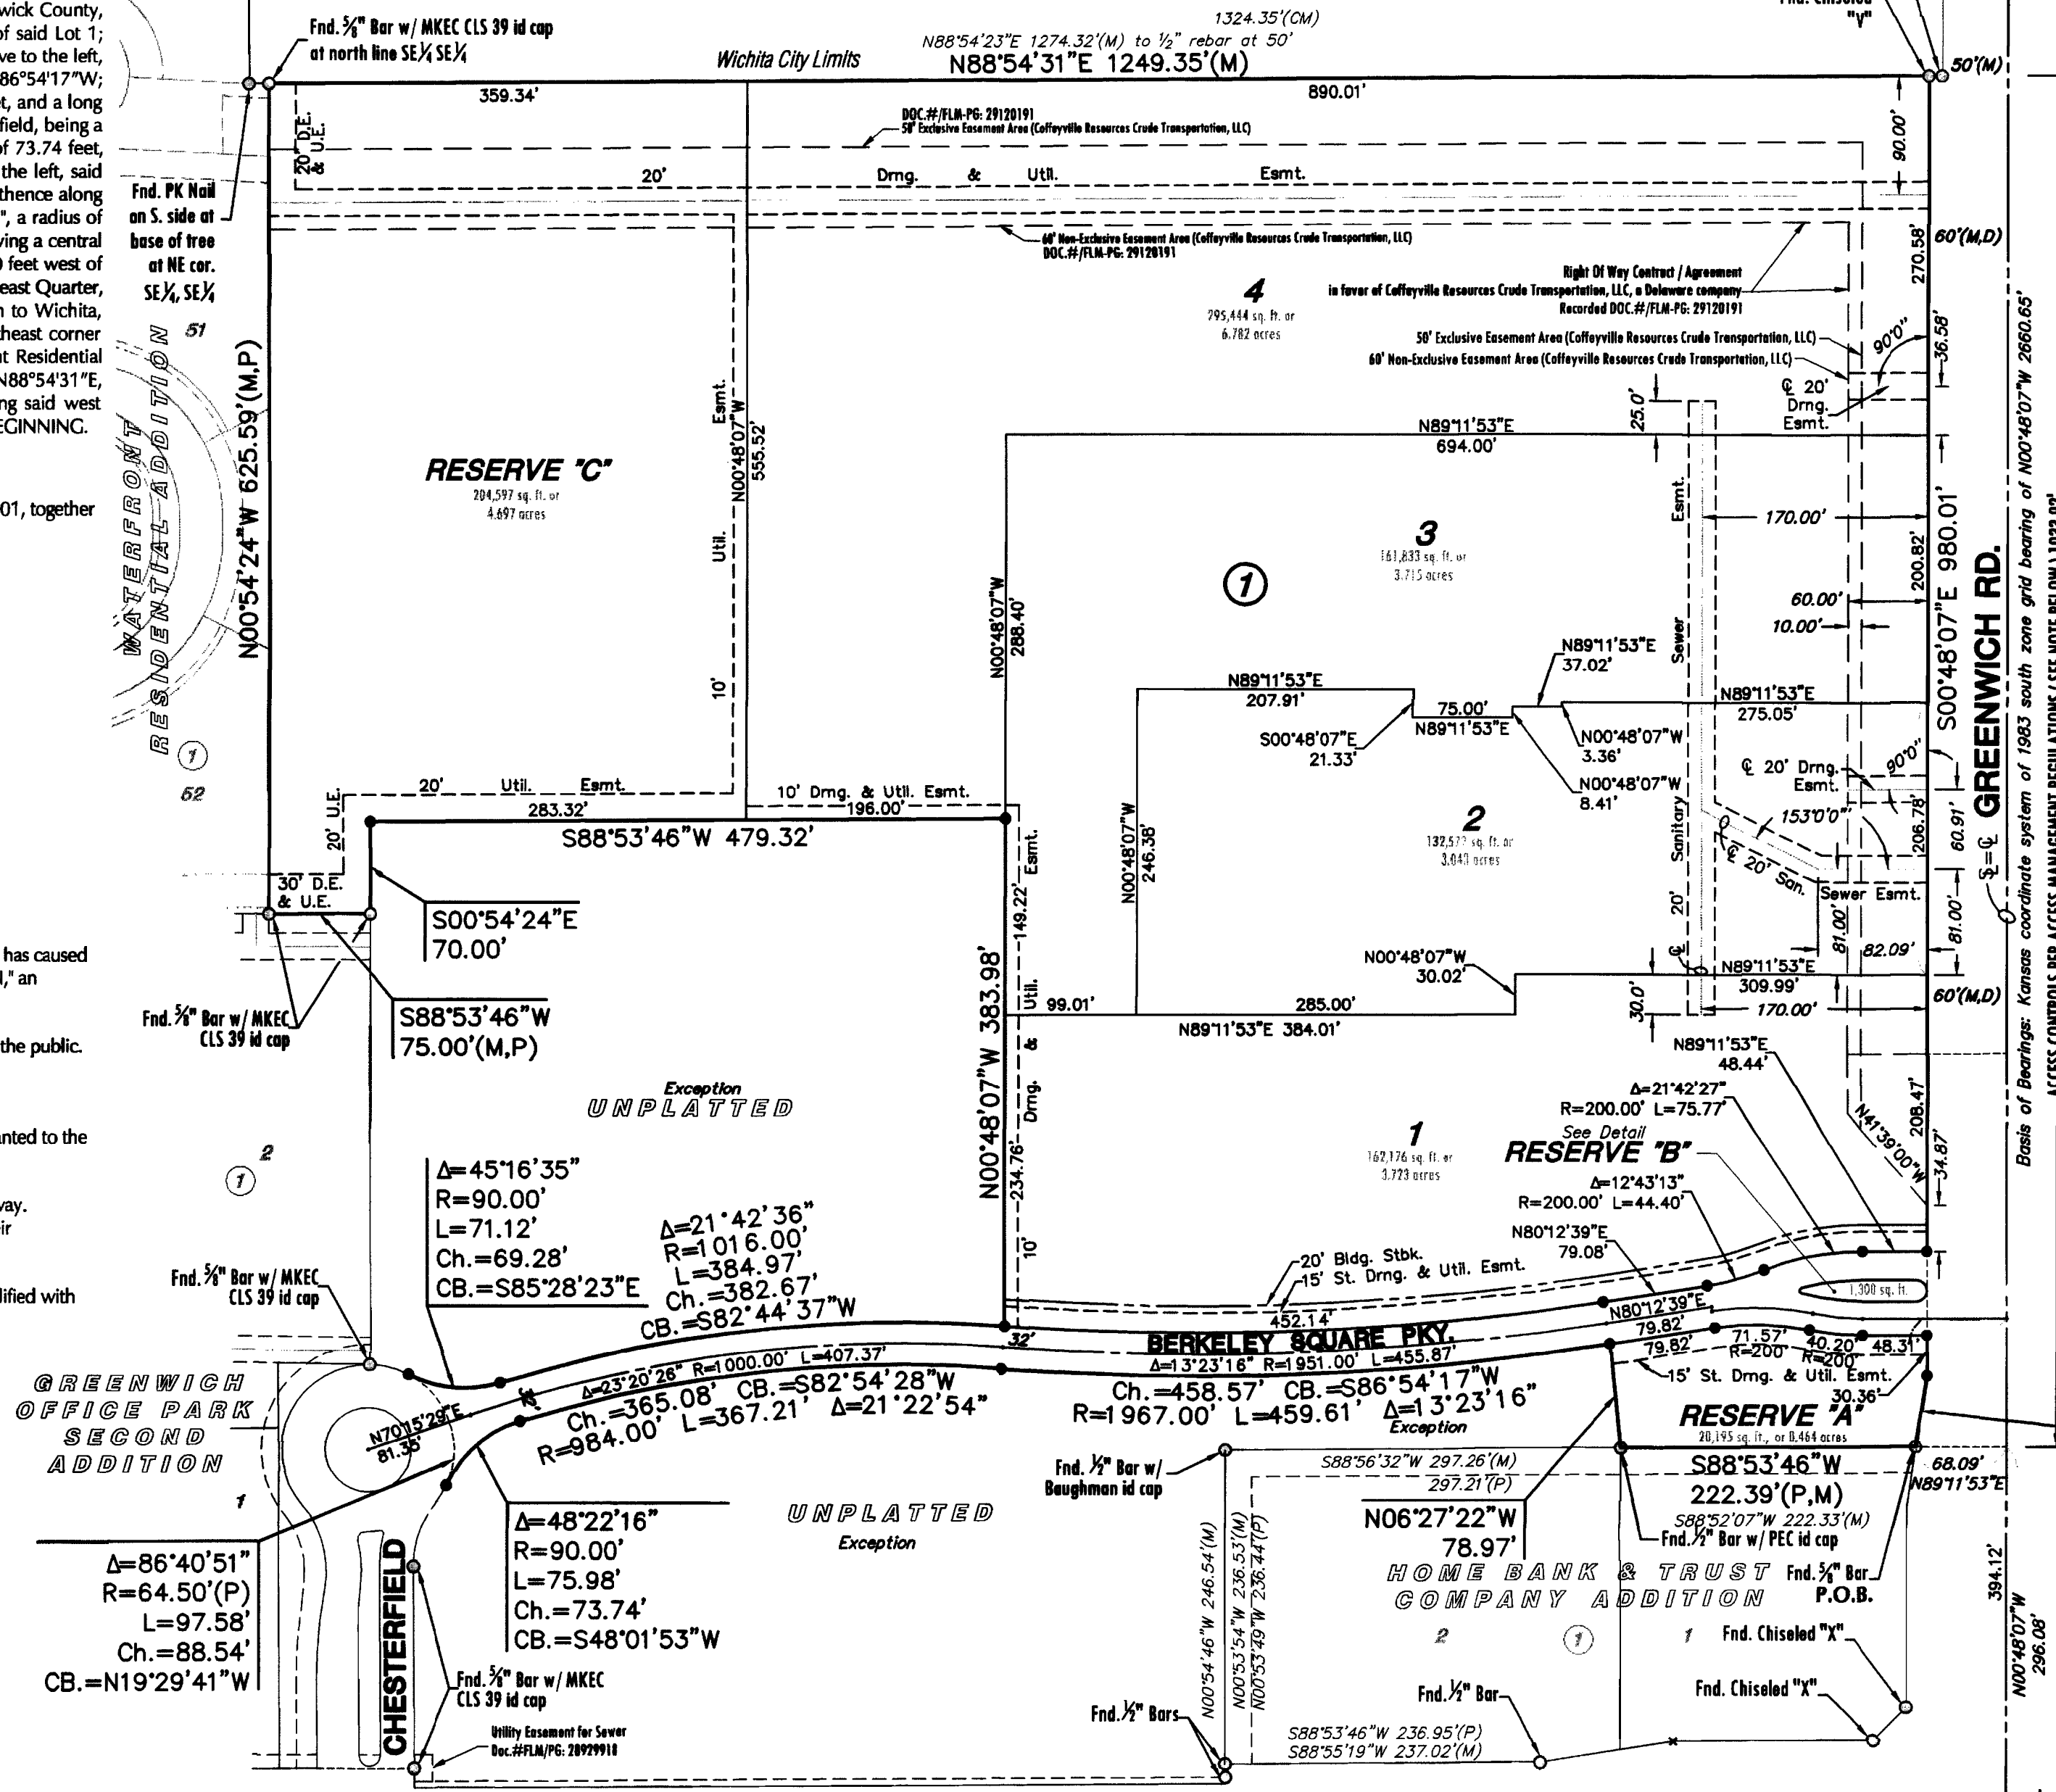 wick County,
of said Lot 1;
ve to the left,
86°54'17"W;
t, and a long
field, being a
of 73.74 feet,
the left, said
thence along
", a radius of
ving a central
feet west of
east Quarter,
n to Wichita,
theast corner
nt Residential
N88°54'31"E,
ng said west
EGINNING.
01, together
has caused
," an
the public.
anted to the
way.
eir
lified with
Fnd. 5/8" Bar w/ MKEC CLS 39 id cap
at north line SE1/4 SE1/4
Wichita City Limits
1324.35'(CM)
N88°54'23"E 1274.32'(M) to 1/2" rebar at 50'
N88°54'31"E 1249.35'(M)
"V"
50'(M)
359.34'
890.01'
90.00'
20' D.E.
& U.E.
DOC.#/FLM-PG: 29120191
50' Exclusive Easement Area (Coffeyville Resources Crude Transportation, LLC)
20' Drng. & Util. Esmt.
Fnd. PK Nail
on S. side at
base of tree
at NE cor.
SE1/4, SE1/4
60' Non-Exclusive Easement Area (Coffeyville Resources Crude Transportation, LLC)
DOC.#/FLM-PG: 29120191
60'(M,D)
270.58'
Right Of Way Contract / Agreement
in favor of Coffeyville Resources Crude Transportation, LLC, a Delaware company
Recorded DOC.#/FLM-PG: 29120191
4
295,444 sq. ft. or
6.782 acres
50' Exclusive Easement Area (Coffeyville Resources Crude Transportation, LLC)
60' Non-Exclusive Easement Area (Coffeyville Resources Crude Transportation, LLC)
90°0"
36.58'
℄ 20'
Drng.
Esmt.
51
WATERFRONT
RESIDENTIAL ADDITION
1
52
N00°54'24"W 625.59'(M,P)
RESERVE "C"
204,597 sq. ft. or
4.697 acres
10' Util. Esmt.
N00°48'07"W
555.52'
N89°11'53"E
694.00'
25.0'
3
161,833 sq. ft. or
3.715 acres
1
N00°48'07"W
288.40'
170.00'
200.82'
60.00'
10.00'
20' Sanitary Sewer Esmt.
S00°48'07"E 980.01'
GREENWICH RD.
Basis of Bearings: Kansas coordinate system of 1983 south zone grid bearing of N00°48'07"W 2660.65'
ACCESS CONTROLS PER ACCESS MANAGEMENT REGULATIONS ( SEE NOTE BELOW )
N89°11'53"E
207.91'
75.00'
N89°11'53"E
N89°11'53"E
37.02'
N89°11'53"E
275.05'
S00°48'07"E
21.33'
N00°48'07"W
3.36'
N00°48'07"W
8.41'
90°0"
℄ 20' Drng.
Esmt.
153°0'0"
206.78'
60.91'
℄ 20' San.
Sewer Esmt.
81.00'
82.09'
81.00'
2
3.043 acres
N00°48'07"W
246.38'
20' U.E.
20' Util. Esmt.
283.32'
10' Drng. & Util. Esmt.
196.00'
S88°53'46"W 479.32'
30' D.E.
& U.E.
S00°54'24"E
70.00'
S88°53'46"W
75.00'(M,P)
Fnd. 5/8" Bar w/ MKEC
CLS 39 id cap
149.22'
10' Drng. & Util. Esmt.
N00°48'07"W 383.98'
234.76'
N00°48'07"W
30.02'
N89°11'53"E
309.99'
30.0'
170.00'
60'(M,D)
99.01'
285.00'
N89°11'53"E 384.01'
Exception
UNPLATTED
N89°11'53"E
48.44'
Δ=21°42'27"
R=200.00' L=75.77'
See Detail
RESERVE "B"
Δ=12°43'13"
R=200.00' L=44.40'
N80°12'39"E
79.08'
N41°39'00"W
208.47'
34.87'
1
162,176 sq. ft. or
3.723 acres
2
1
Δ=45°16'35"
R=90.00'
L=71.12'
Ch.=69.28'
CB.=S85°28'23"E
Δ=21°42'36"
R=1016.00'
L=384.97'
Ch.=382.67'
CB.=S82°44'37"W
20' Bldg. Stbk.
15' St. Drng. & Util. Esmt.
1,300 sq. ft.
Fnd. 5/8" Bar w/ MKEC
CLS 39 id cap
452.14'
32'
BERKELEY SQUARE PKY.
Δ=13°23'16" R=1951.00' L=455.87'
N80°12'39"E
79.82'
79.82'
71.57'
R=200'
40.20'
R=200'
48.31'
Δ=23°20'26" R=1000.00' L=407.37'
Ch.=365.08' CB.=S82°54'28"W
R=984.00' L=367.21' Δ=21°22'54"
Ch.=458.57' CB.=S86°54'17"W
R=1967.00' L=459.61' Δ=13°23'16"
Exception
15' St. Drng. & Util. Esmt.
30.36'
RESERVE "A"
20,195 sq. ft., or 0.464 acres
GREENWICH
OFFICE PARK
SECOND
ADDITION
1
N70°15'29"E
81.35'
Fnd. 1/2" Bar w/
Baughman id cap
S88°56'32"W 297.26'(M)
297.21'(P)
S88°53'46"W
222.39'(P,M)
S88°52'07"W 222.33'(M)
68.09'
N89°11'53"E
UNPLATTED
Exception
Δ=48°22'16"
R=90.00'
L=75.98'
Ch.=73.74'
CB.=S48°01'53"W
N06°27'22"W
78.97'
Fnd. 1/2" Bar w/ PEC id cap
Δ=86°40'51"
R=64.50'(P)
L=97.58'
Ch.=88.54'
CB.=N19°29'41"W
CHESTERFIELD
HOME BANK & TRUST
COMPANY ADDITION
Fnd. 5/8" Bar
P.O.B.
2
1
1
Fnd. Chiseled "X"
Fnd. Chiseled "X"
394.12'
N00°48'07"W
296.08'
N00°54'46"W 246.54'(M)
N00°53'54"W 236.53'(M)
N00°53'49"W 236.44'(P)
Fnd. 5/8" Bar w/ MKEC
CLS 39 id cap
Utility Easement for Sewer
Doc.#FLM/PG: 28929918
Fnd. 1/2" Bars
Fnd. 1/2" Bar
S88°53'46"W 236.95'(P)
S88°55'19"W 237.02'(M)